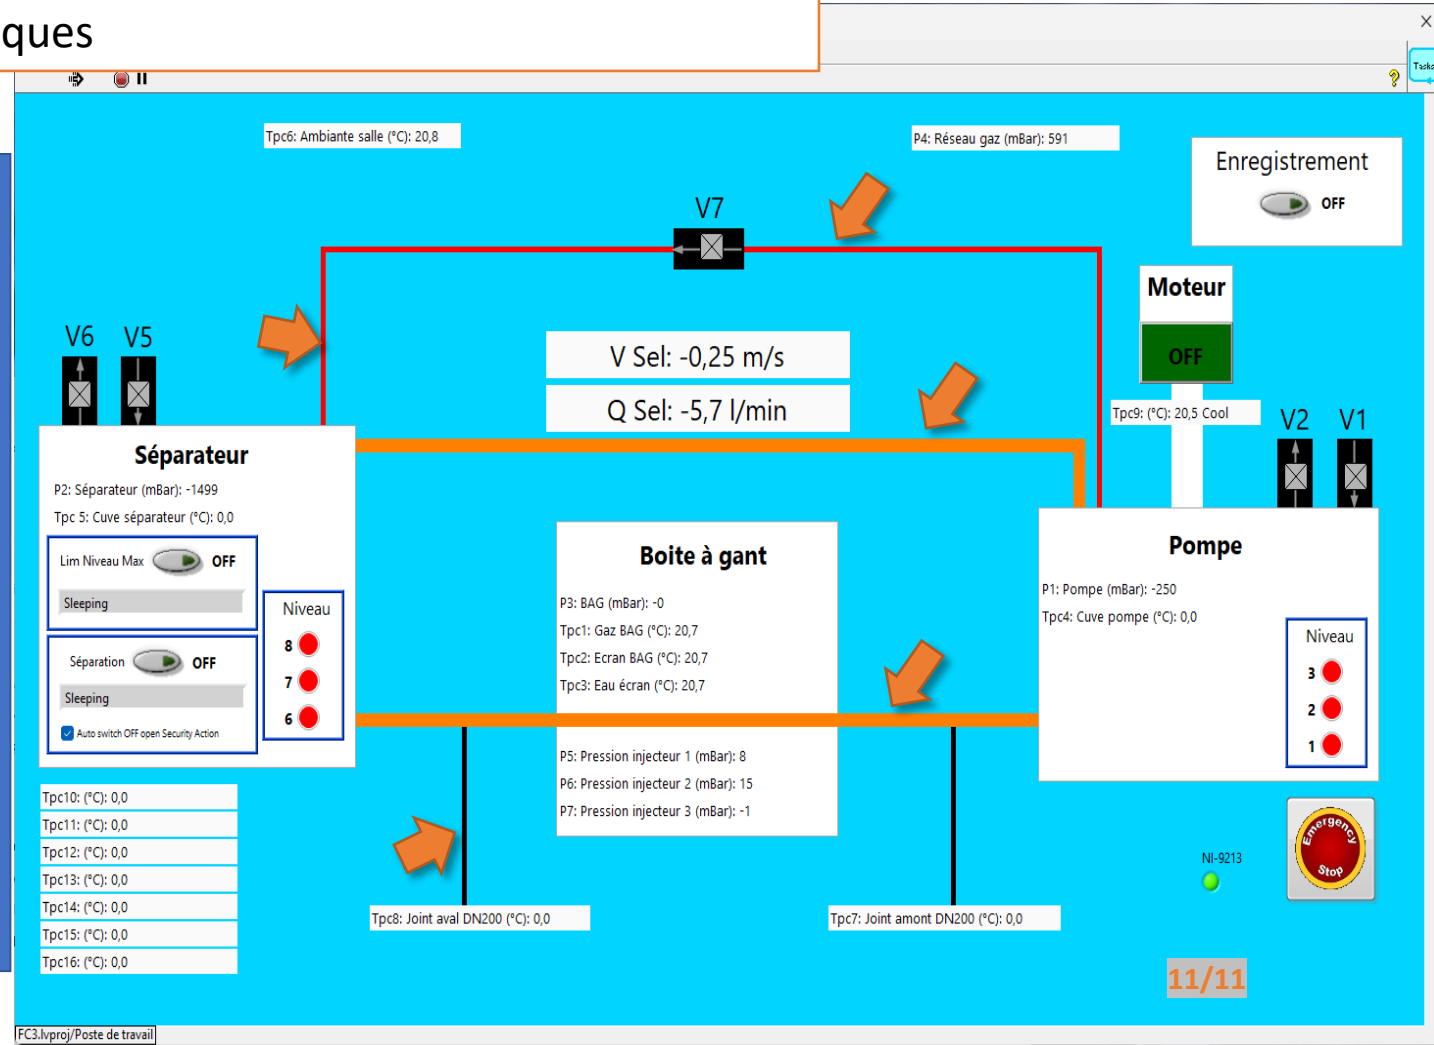 ques
Tasks
Tpc6: Ambiante salle (°C): 20,8
P4: Réseau gaz (mBar): 591
Enregistrement
OFF
V7
Moteur
OFF
V6 V5
V Sel: -0,25 m/s
Q Sel: -5,7 l/min
Tpc9: (°C): 20,5 Cool
V2 V1
Séparateur
P2: Séparateur (mBar): -1499
Tpc 5: Cuve séparateur (°C): 0,0
Lim Niveau Max OFF
Sleeping
Séparation OFF
Sleeping
Auto switch OFF open Security Action
Niveau
8
7
6
Boite à gant
P3: BAG (mBar): -0
Tpc1: Gaz BAG (°C): 20,7
Tpc2: Ecran BAG (°C): 20,7
Tpc3: Eau écran (°C): 20,7
P5: Pression injecteur 1 (mBar): 8
P6: Pression injecteur 2 (mBar): 15
P7: Pression injecteur 3 (mBar): -1
Pompe
P1: Pompe (mBar): -250
Tpc4: Cuve pompe (°C): 0,0
Niveau
3
2
1
Tpc10: (°C): 0,0
Tpc11: (°C): 0,0
Tpc12: (°C): 0,0
Tpc13: (°C): 0,0
Tpc14: (°C): 0,0
Tpc15: (°C): 0,0
Tpc16: (°C): 0,0
Tpc8: Joint aval DN200 (°C): 0,0
Tpc7: Joint amont DN200 (°C): 0,0
NI-9213
Emergency
Stop
11/11
FC3.lvproj/Poste de travail